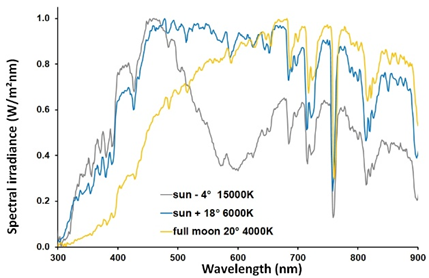 Spectral irradiance (W/m²nm)
1.0
0.8
0.6
0.4
0.2
0.0
sun - 4° 15000K
sun + 18° 6000K
full moon 20° 4000K
300 400 500 600 700 800 900
Wavelength (nm)